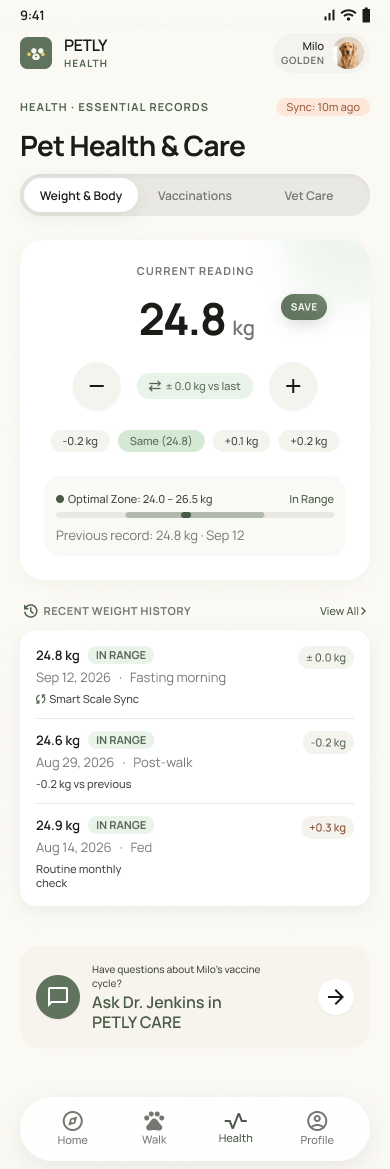 9:41
PETLY
HEALTH
Milo
GOLDEN
HEALTH · ESSENTIAL RECORDS
Sync: 10m ago
Pet Health & Care
Weight & Body
Vaccinations
Vet Care
CURRENT READING
24.8 kg
SAVE
± 0.0 kg vs last
-0.2 kg
Same (24.8)
+0.1 kg
+0.2 kg
Optimal Zone: 24.0 – 26.5 kg
In Range
Previous record: 24.8 kg · Sep 12
RECENT WEIGHT HISTORY
View All
24.8 kg
IN RANGE
± 0.0 kg
Sep 12, 2026 · Fasting morning
Smart Scale Sync
24.6 kg
IN RANGE
-0.2 kg
Aug 29, 2026 · Post-walk
-0.2 kg vs previous
24.9 kg
IN RANGE
+0.3 kg
Aug 14, 2026 · Fed
Routine monthly
check
Have questions about Milo's vaccine
cycle?
Ask Dr. Jenkins in
PETLY CARE
Home
Walk
Health
Profile